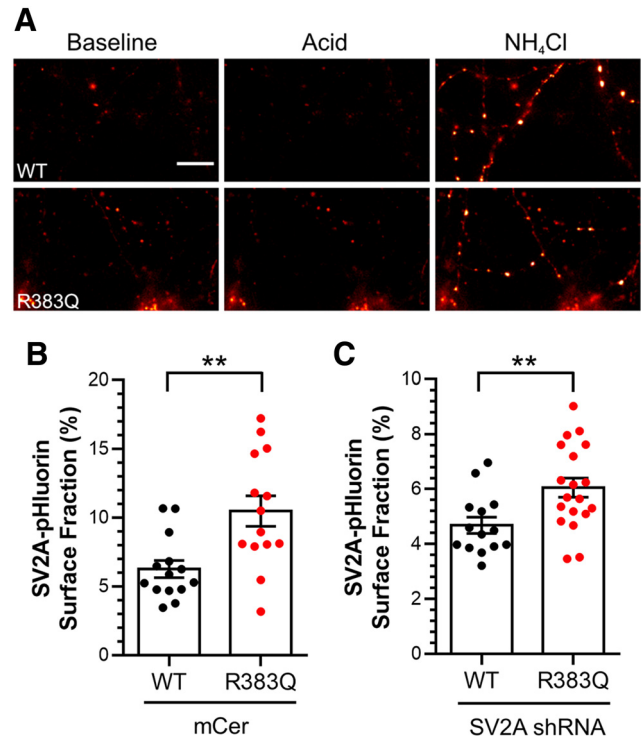 A
Baseline
Acid
NH₄Cl
WT
R383Q
B
**
SV2A-pHluorin
Surface Fraction (%)
20
15
10
5
0
WT
R383Q
mCer
C
**
SV2A-pHluorin
Surface Fraction (%)
10
8
6
4
2
0
WT
R383Q
SV2A shRNA